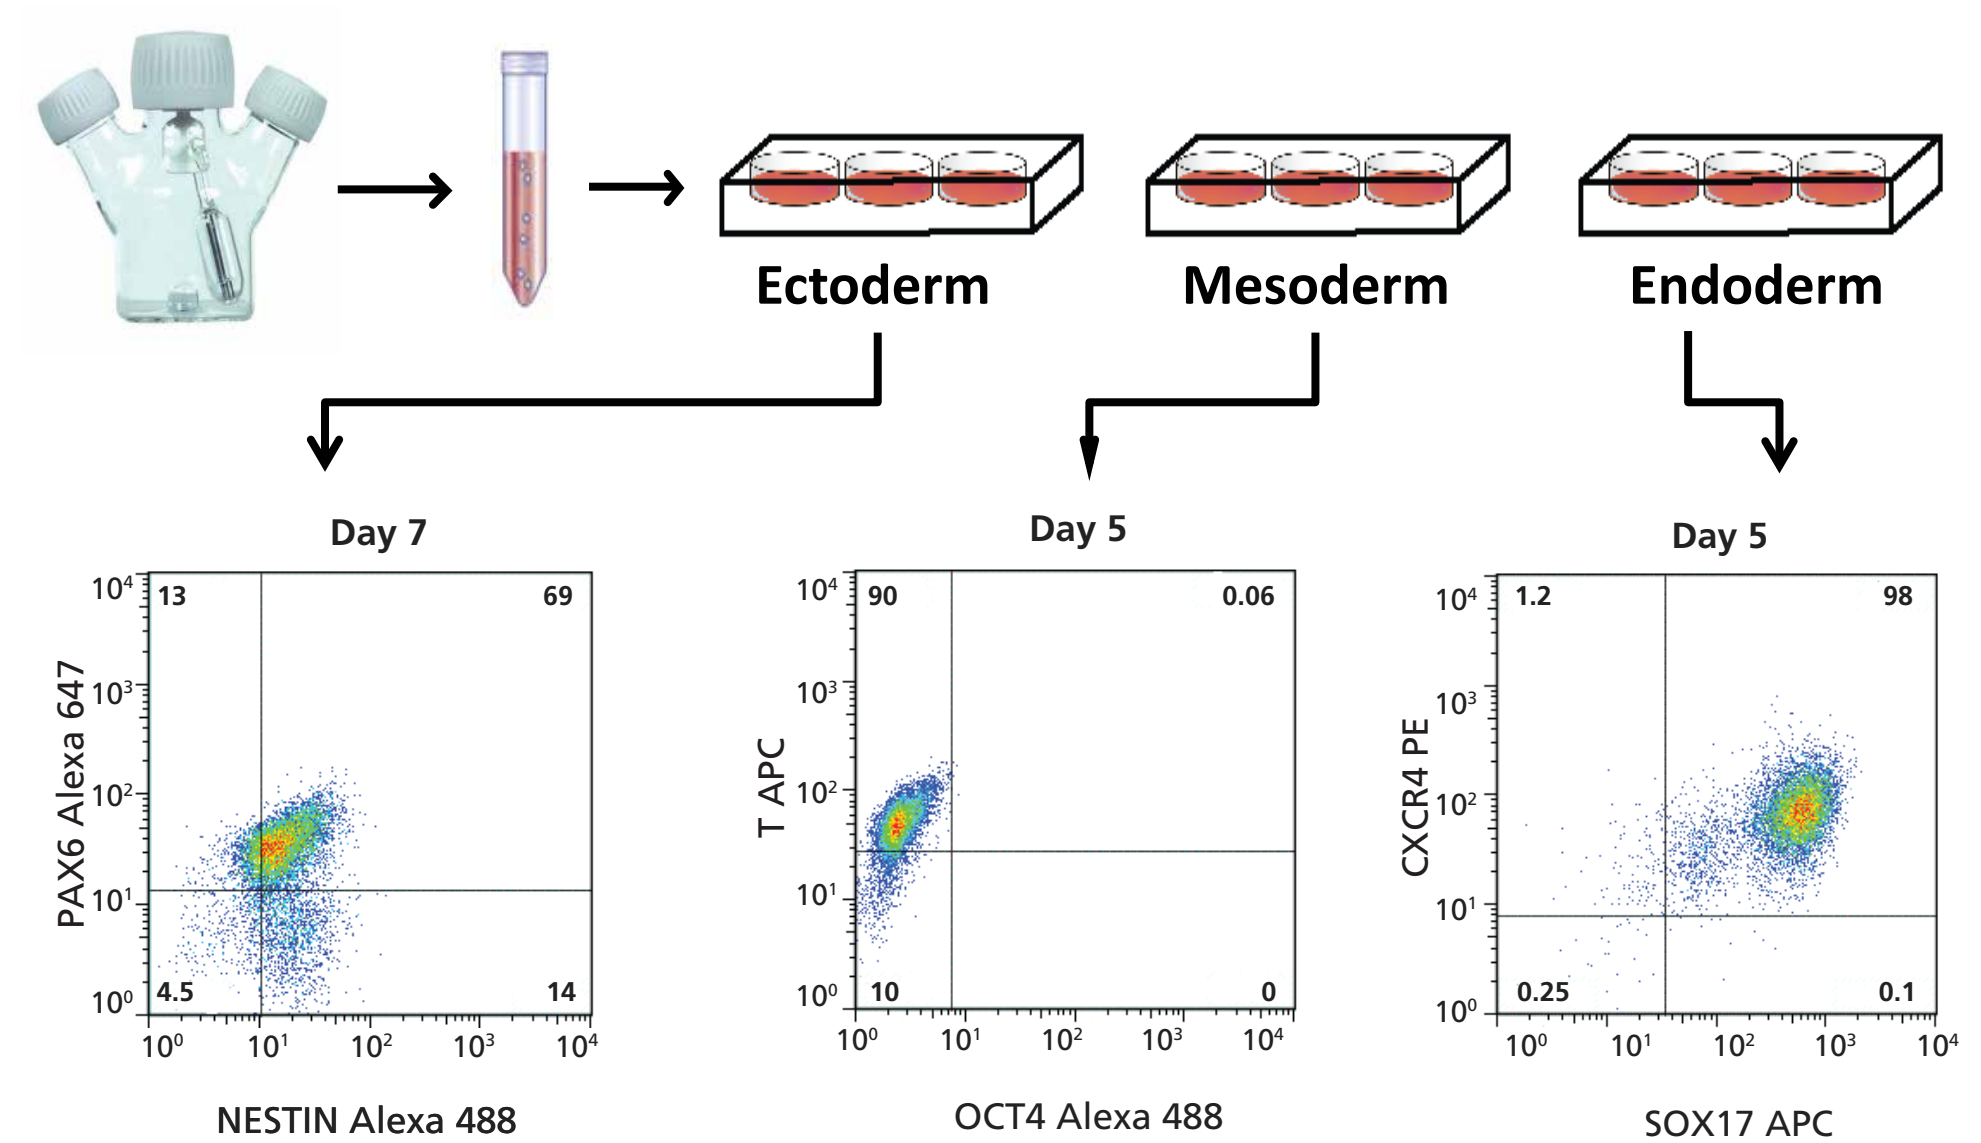 Ectoderm
Mesoderm
Endoderm
Day 7
Day 5
Day 5
PAX6 Alexa 647
10⁴
10³
10²
10¹
10⁰
13
69
4.5
14
10⁰ 10¹ 10² 10³ 10⁴
NESTIN Alexa 488
T APC
10⁴
10³
10²
10¹
10⁰
90
0.06
10
0
10⁰ 10¹ 10² 10³ 10⁴
OCT4 Alexa 488
CXCR4 PE
10⁴
10³
10²
10¹
10⁰
1.2
98
0.25
0.1
10⁰ 10¹ 10² 10³ 10⁴
SOX17 APC